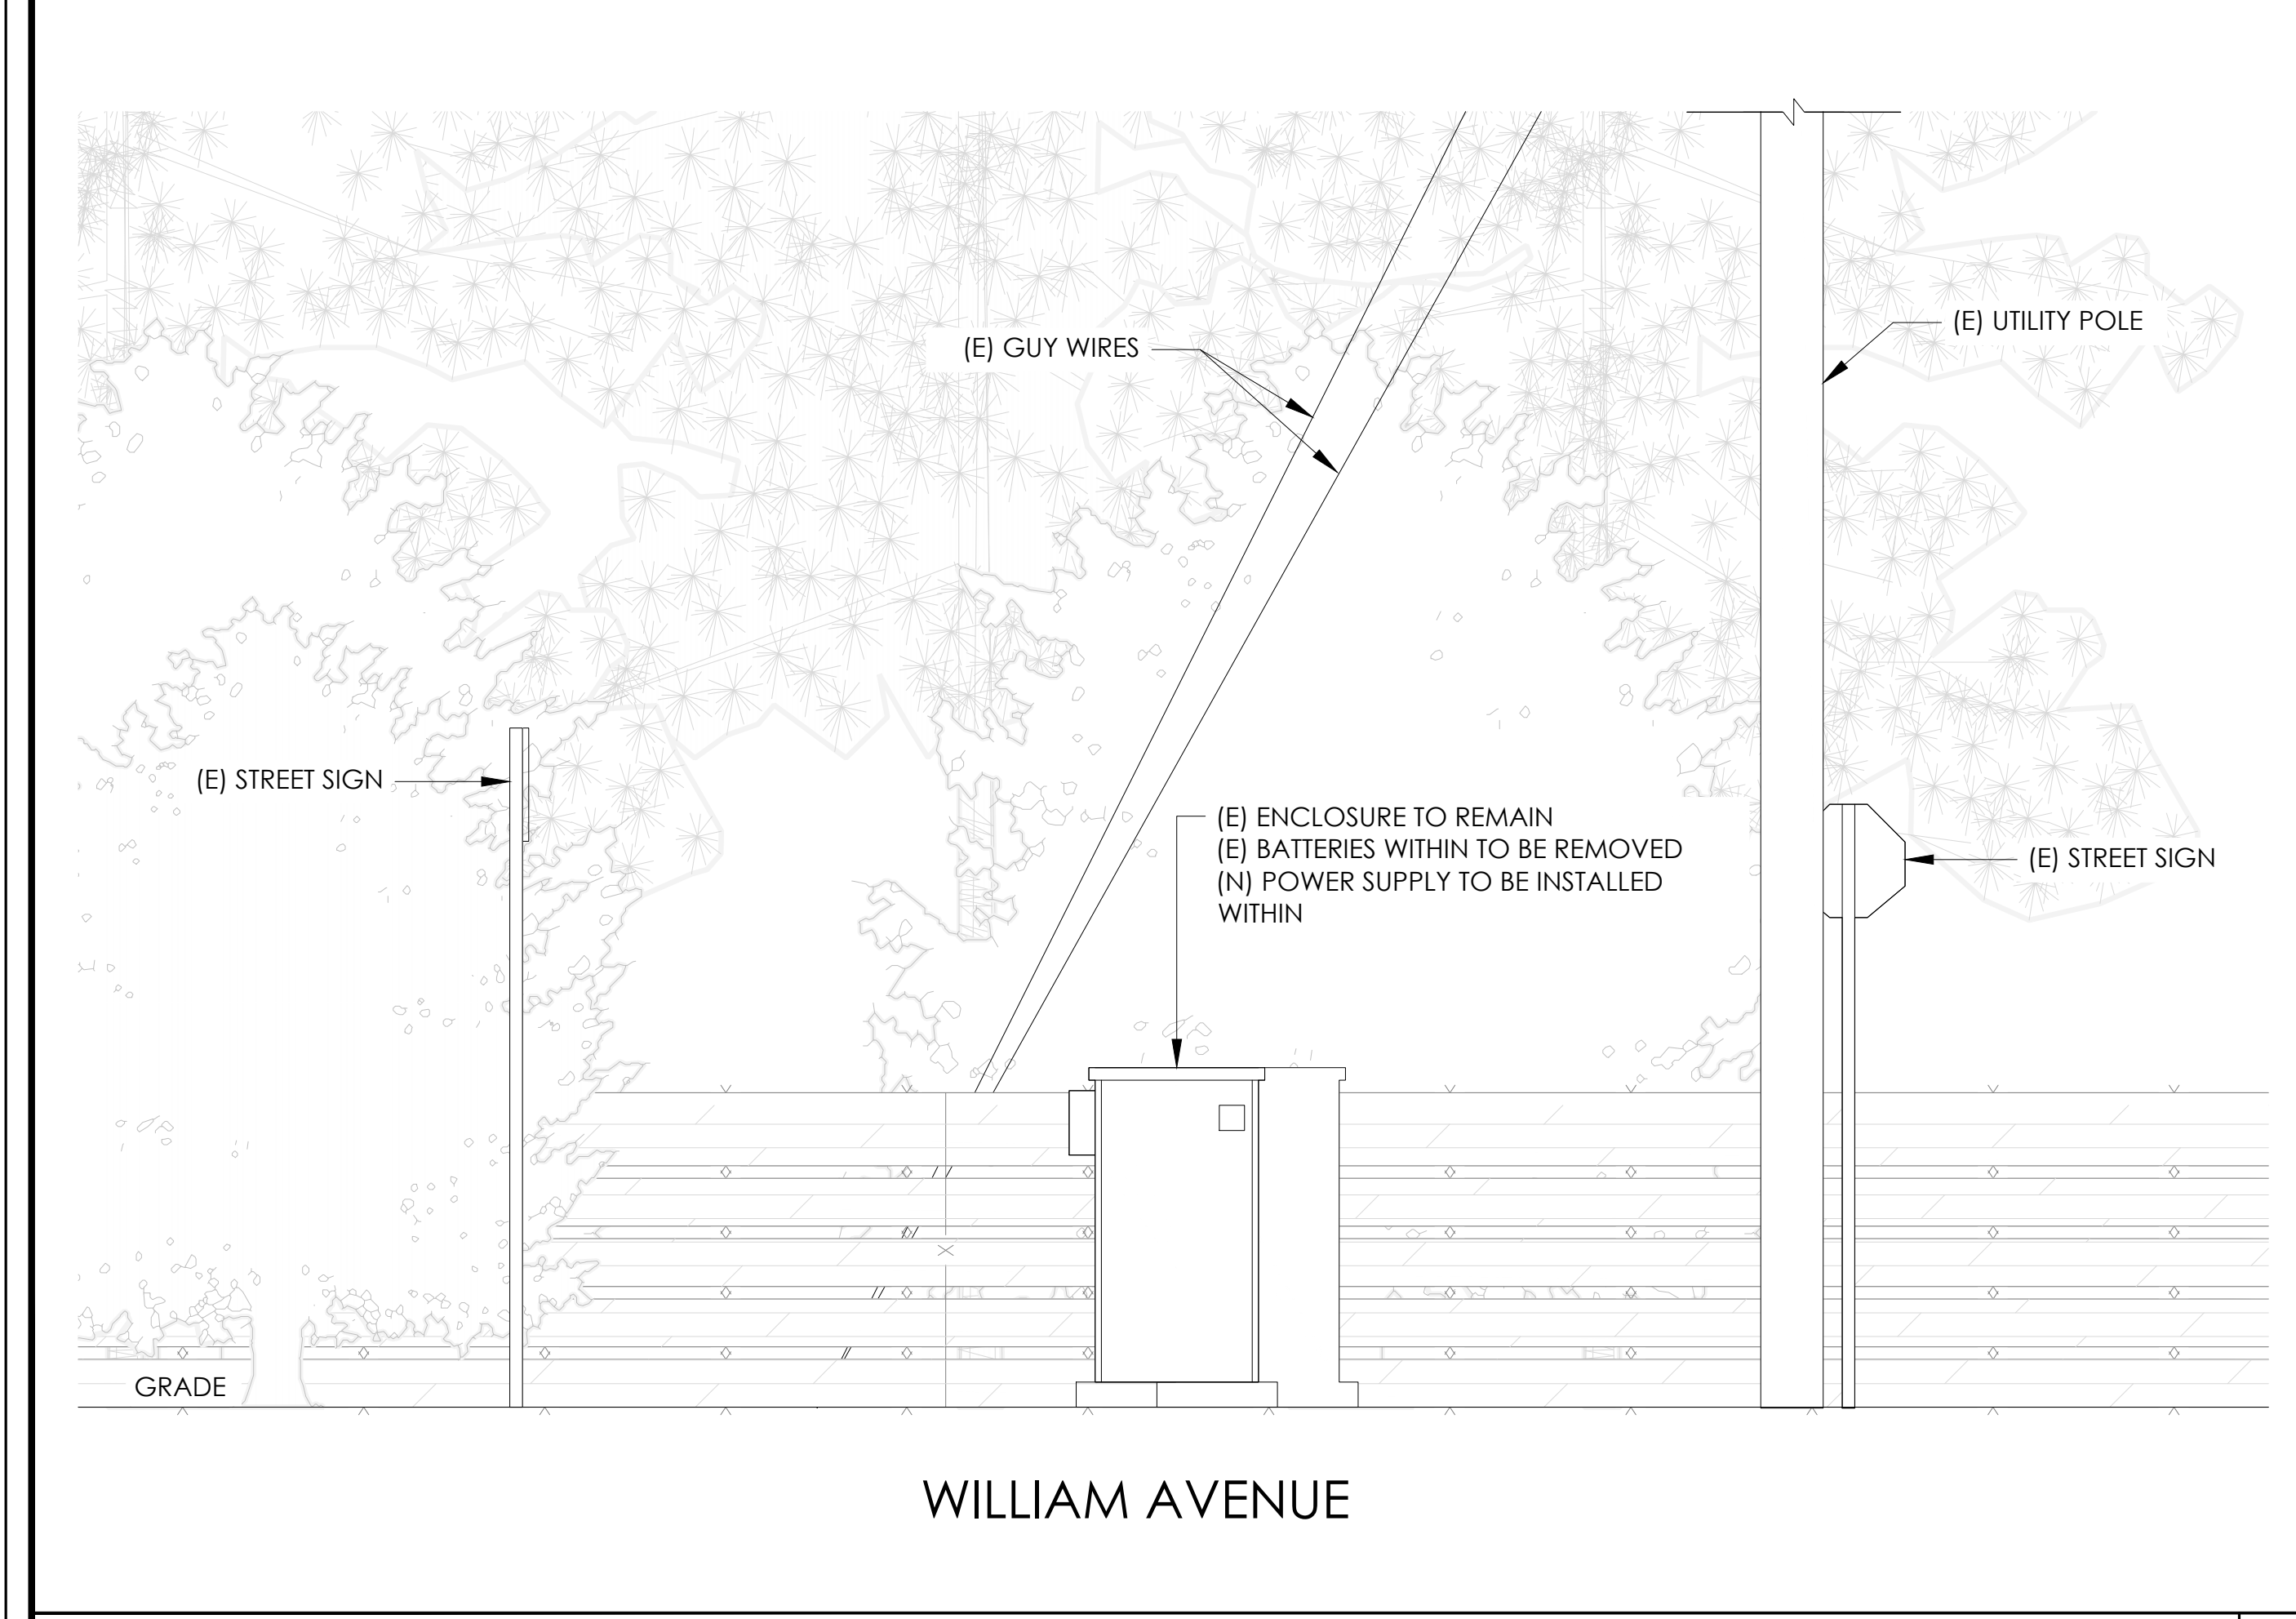 (E) UTILITY POLE
(E) GUY WIRES
(E) STREET SIGN
(E) ENCLOSURE TO REMAIN
(E) BATTERIES WITHIN TO BE REMOVED
(N) POWER SUPPLY TO BE INSTALLED
WITHIN
(E) STREET SIGN
GRADE
WILLIAM AVENUE